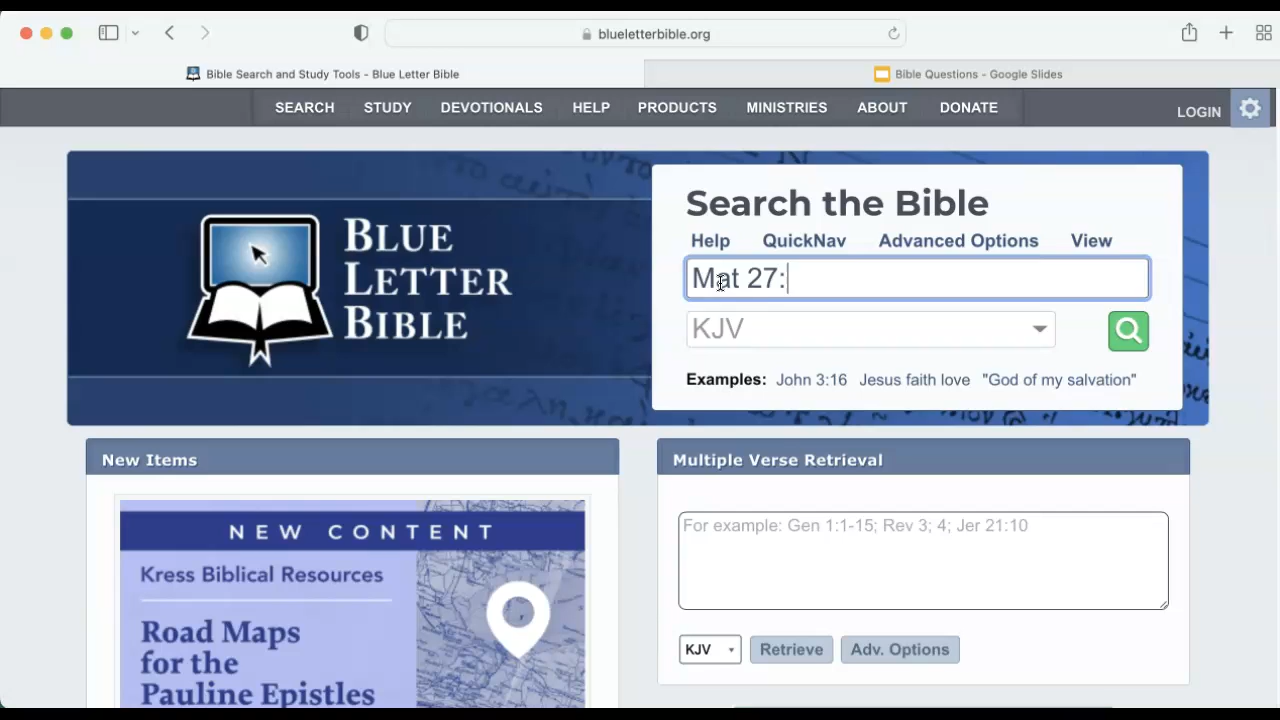 blueletterbible.org
Bible Search and Study Tools - Blue Letter Bible
Bible Questions - Google Slides
SEARCH STUDY DEVOTIONALS HELP PRODUCTS MINISTRIES ABOUT DONATE
LOGIN
BLUE
LETTER
BIBLE
Search the Bible
Help QuickNav Advanced Options View
Mat 27:
KJV
Examples: John 3:16 Jesus faith love "God of my salvation"
New Items
NEW CONTENT
Kress Biblical Resources
Road Maps
for the
Pauline Epistles
Multiple Verse Retrieval
For example: Gen 1:1-15; Rev 3; 4; Jer 21:10
KJV Retrieve Adv. Options